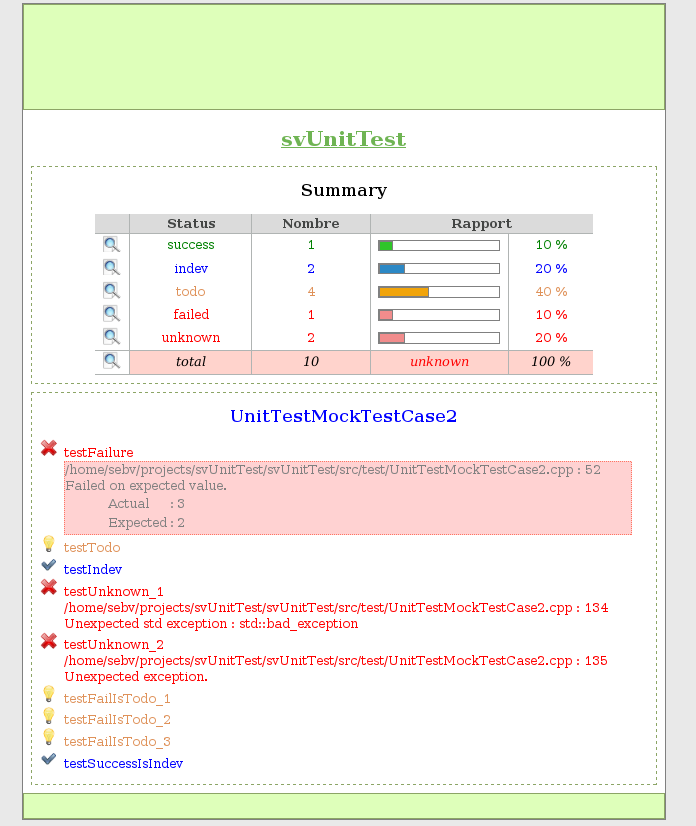 svUnitTest
Summary
Status Nombre Rapport
success 1 10 %
indev 2 20 %
todo 4 40 %
failed 1 10 %
unknown 2 20 %
total 10 unknown 100 %
UnitTestMockTestCase2
testFailure
/home/sebv/projects/svUnitTest/svUnitTest/src/test/UnitTestMockTestCase2.cpp : 52
Failed on expected value.
Actual : 3
Expected : 2
testTodo
testIndev
testUnknown_1
/home/sebv/projects/svUnitTest/svUnitTest/src/test/UnitTestMockTestCase2.cpp : 134
Unexpected std exception : std::bad_exception
testUnknown_2
/home/sebv/projects/svUnitTest/svUnitTest/src/test/UnitTestMockTestCase2.cpp : 135
Unexpected exception.
testFailIsTodo_1
testFailIsTodo_2
testFailIsTodo_3
testSuccessIsIndev